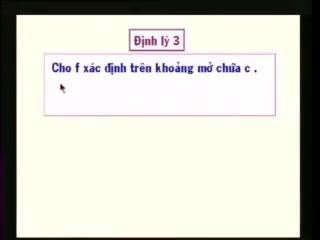 Định lý 3
Cho f xác định trên khoảng mở chứa c .